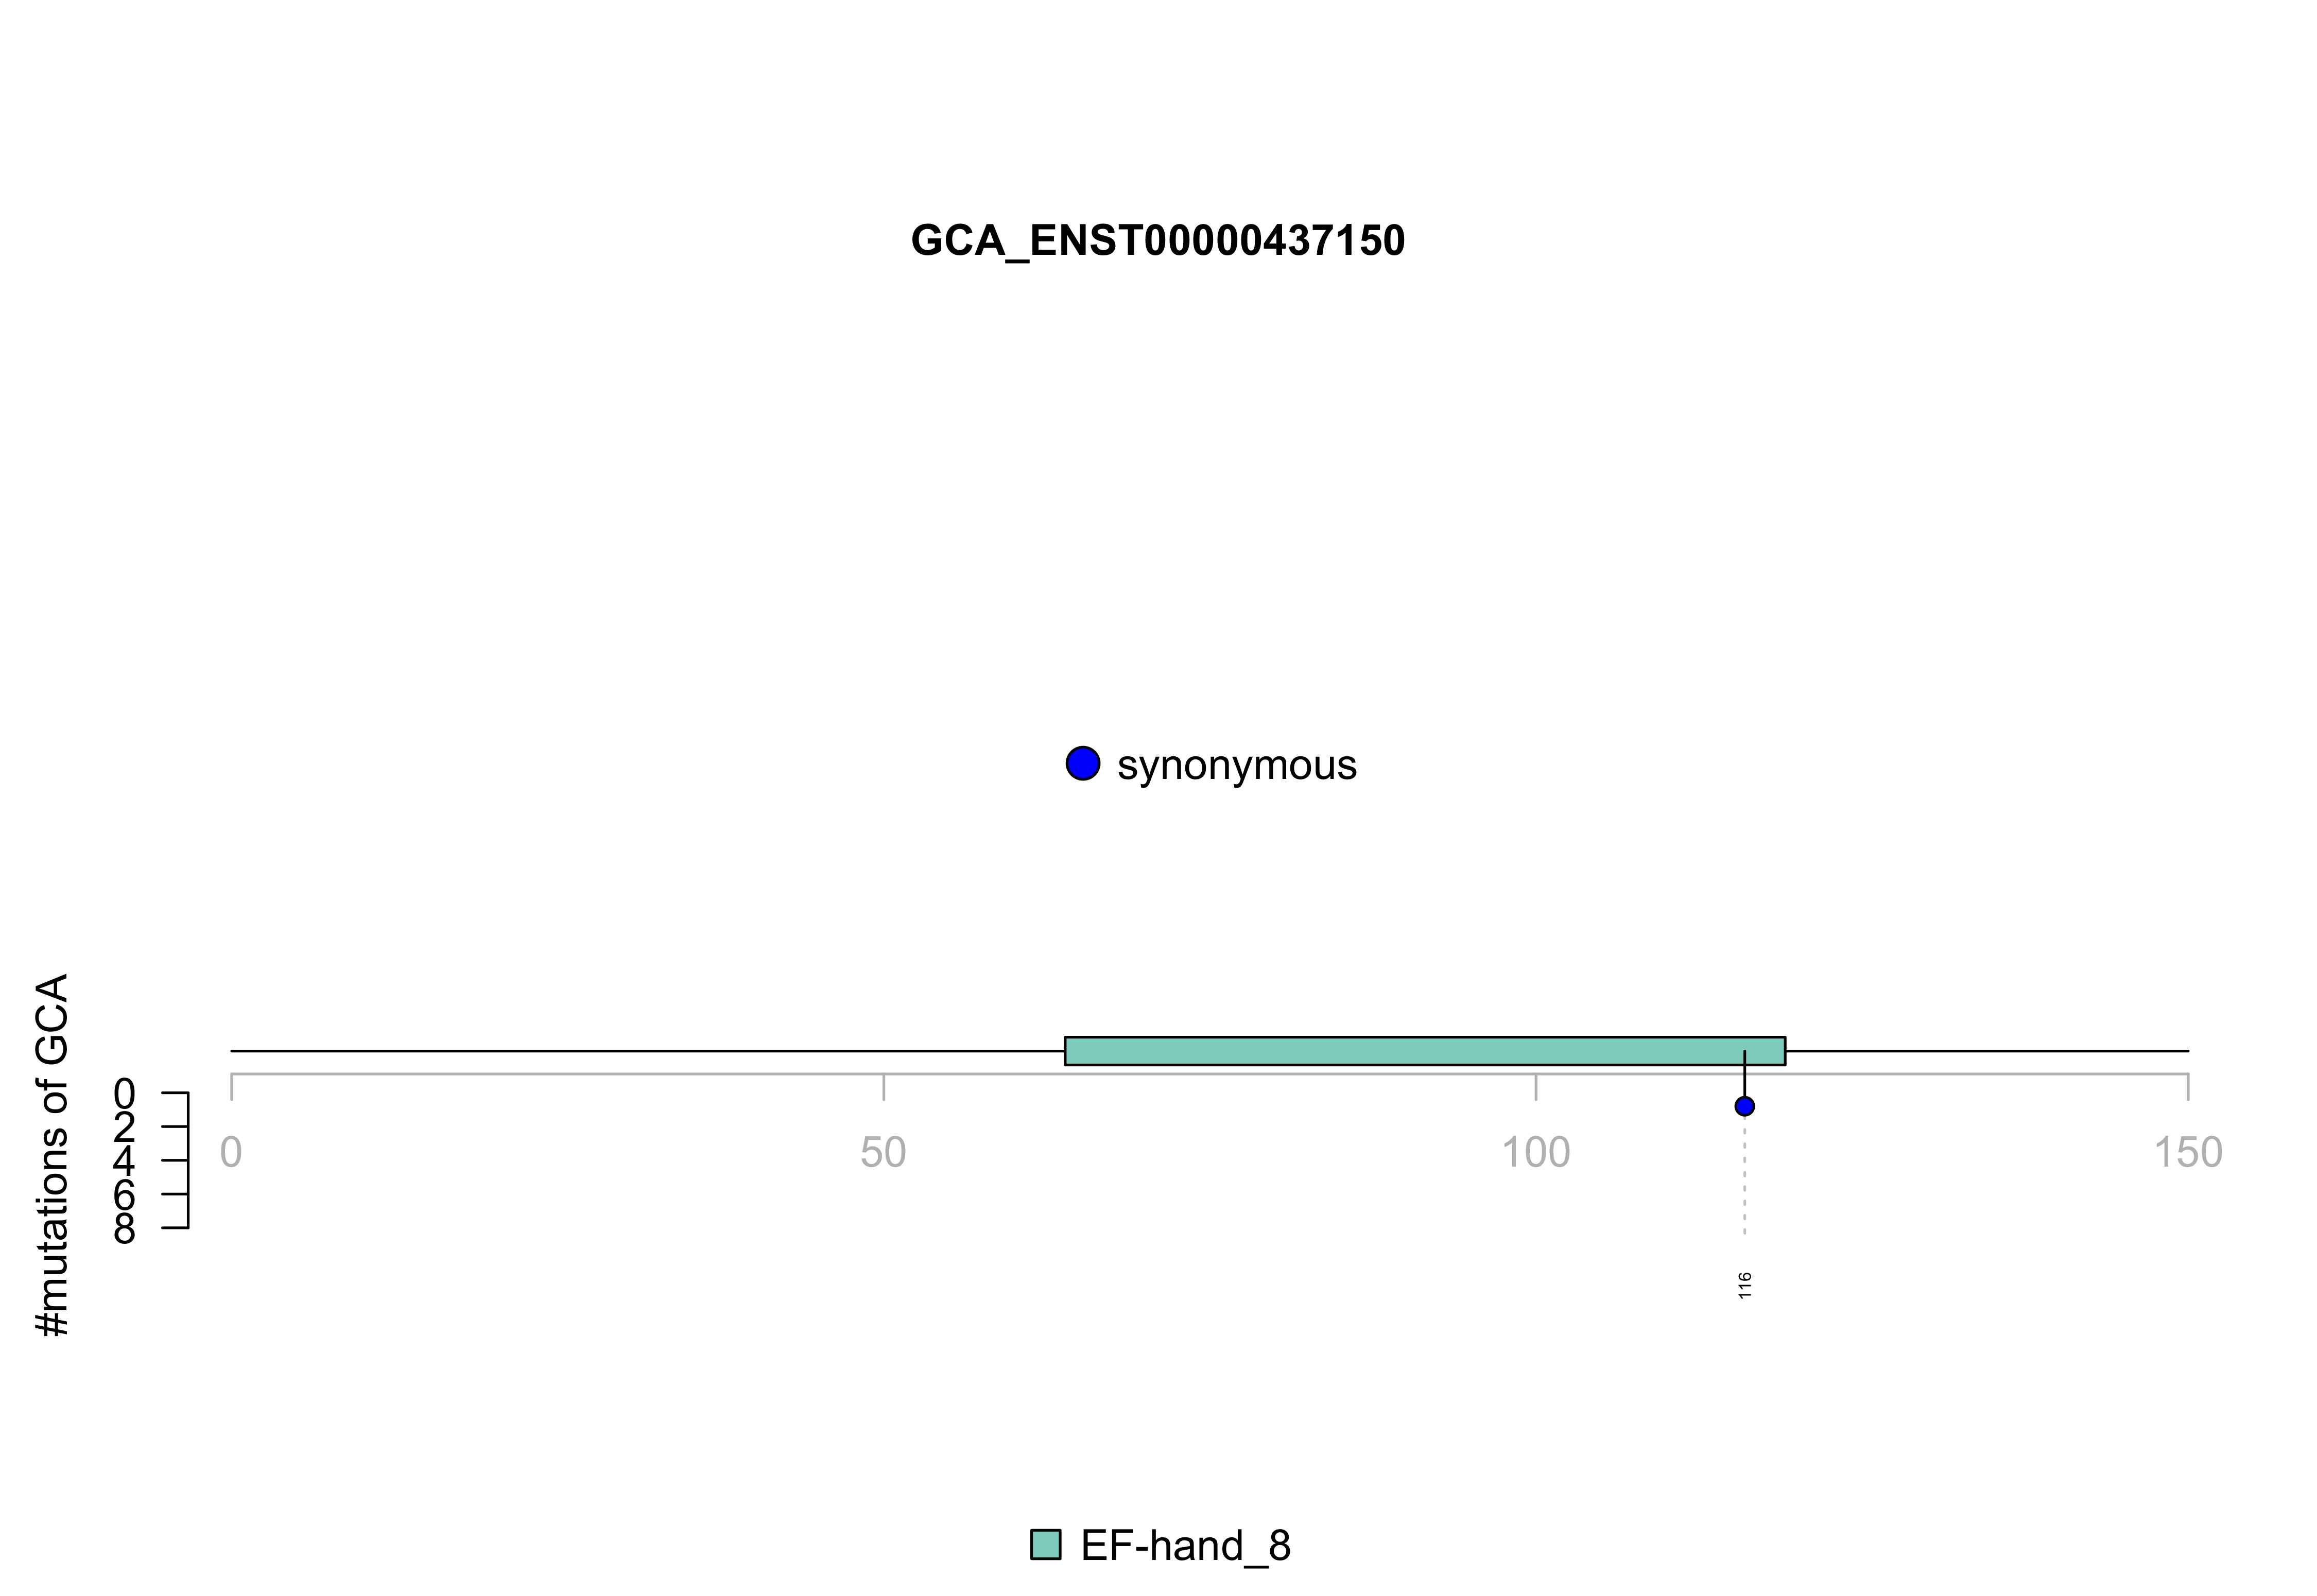 GCA_ENST00000437150
synonymous
#mutations of GCA
0
2
4
6
8
0 50 100 150
116
EF-hand_8